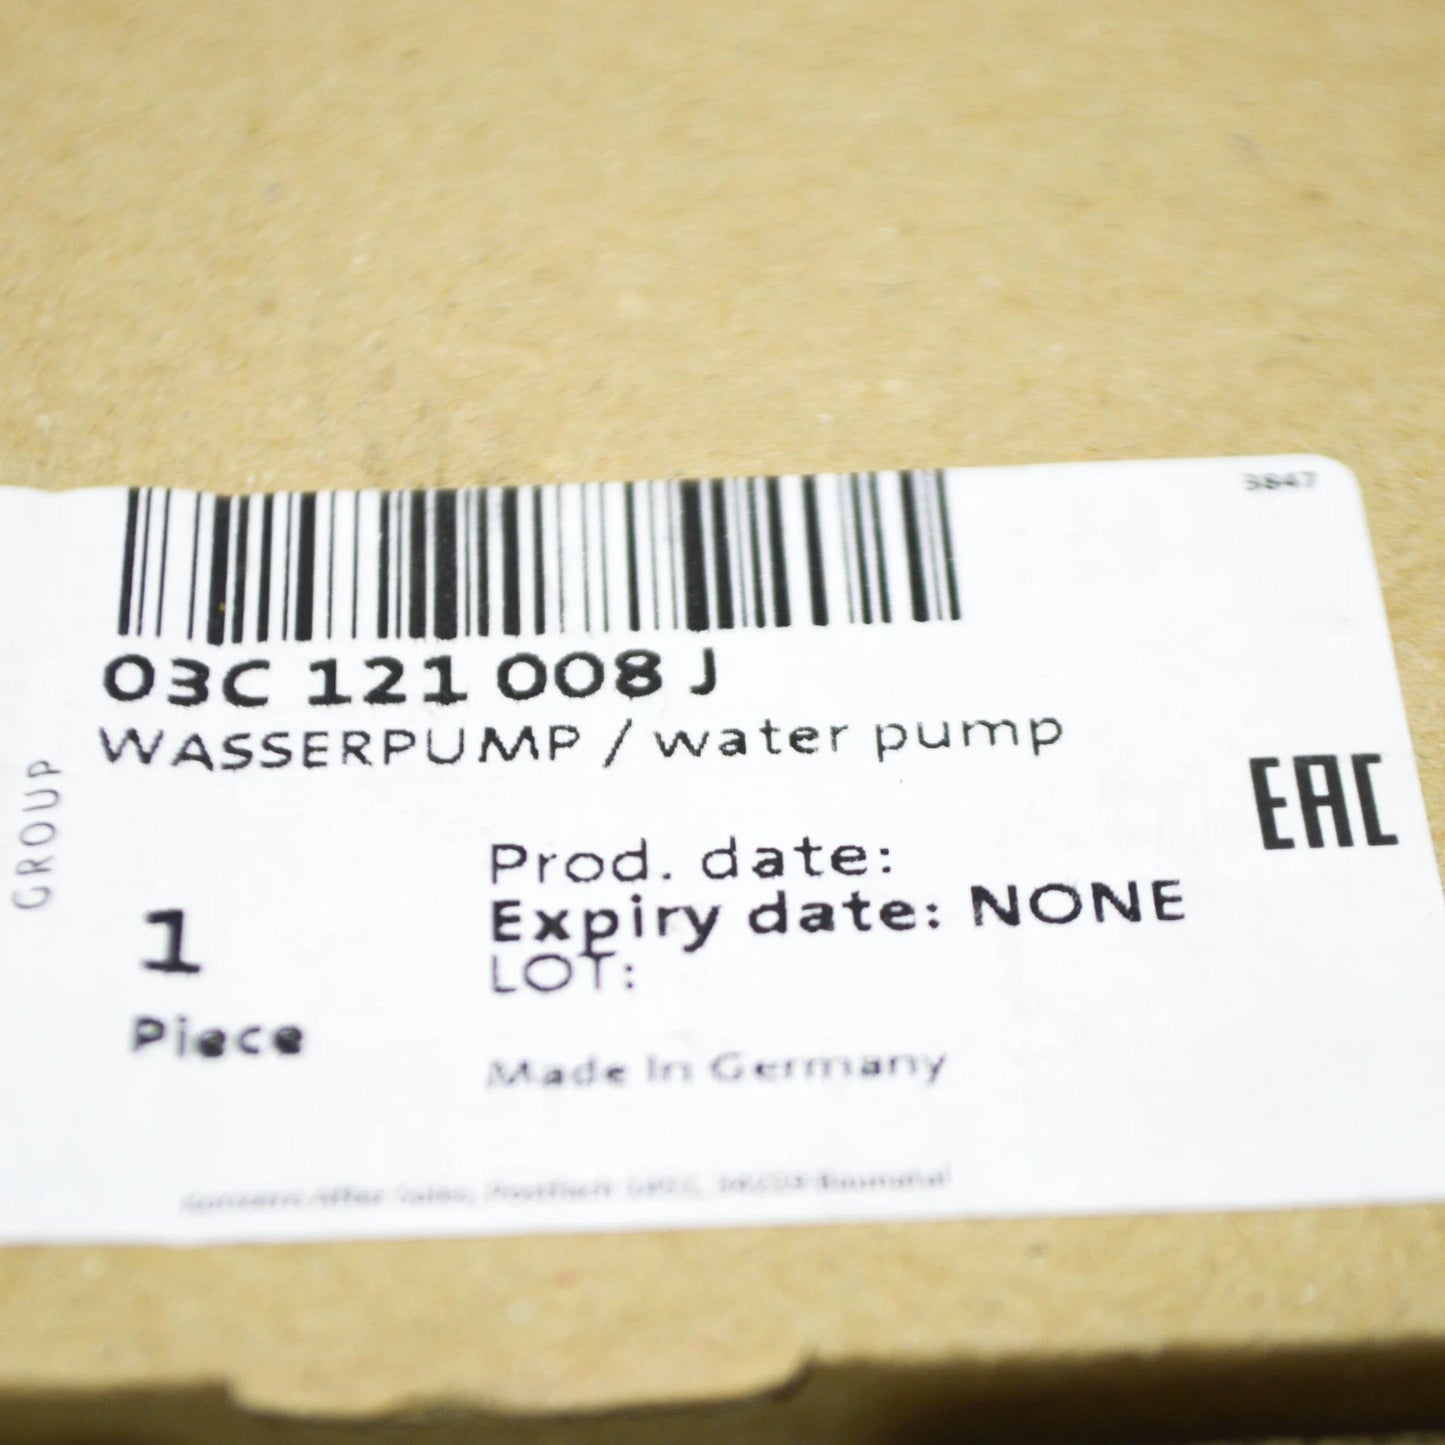 3847
03C 121 008 J
WASSERPUMP / water pump
GROUP
EAC
Prod. date:
Expiry date: NONE
LOT:
1
Piece
Made In Germany
Baunatal